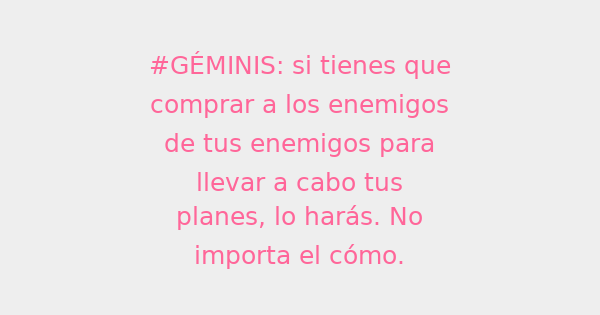 #GÉMINIS: si tienes que
comprar a los enemigos
de tus enemigos para
llevar a cabo tus
planes, lo harás. No
importa el cómo.